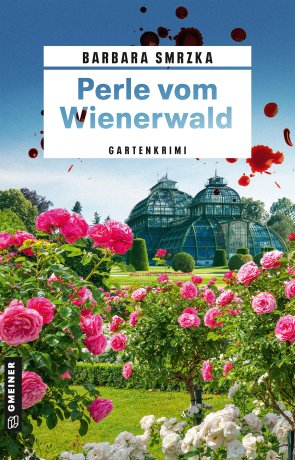 BARBARA SMRZKA
Perle vom
Wienerwald
GARTENKRIMI
GMEINER